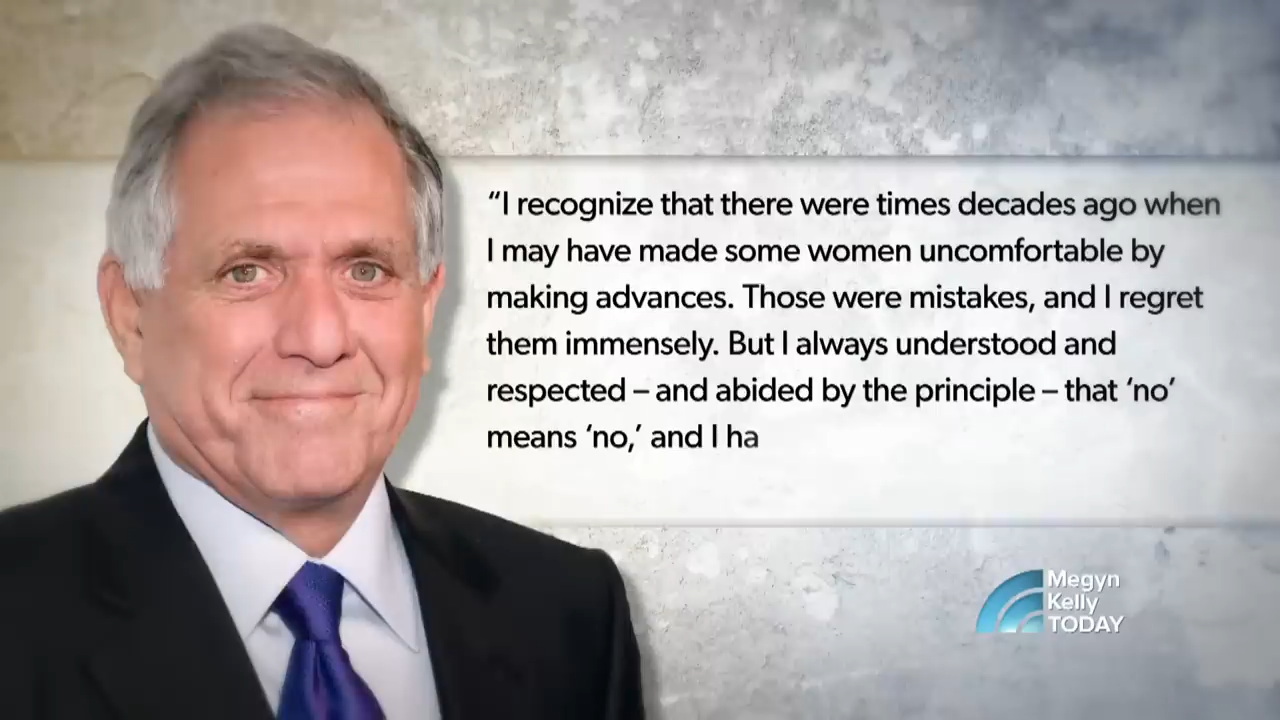 “I recognize that there were times decades ago when
I may have made some women uncomfortable by
making advances. Those were mistakes, and I regret
them immensely. But I always understood and
respected – and abided by the principle – that ‘no’
means ‘no,’ and I ha
Megyn
Kelly
TODAY